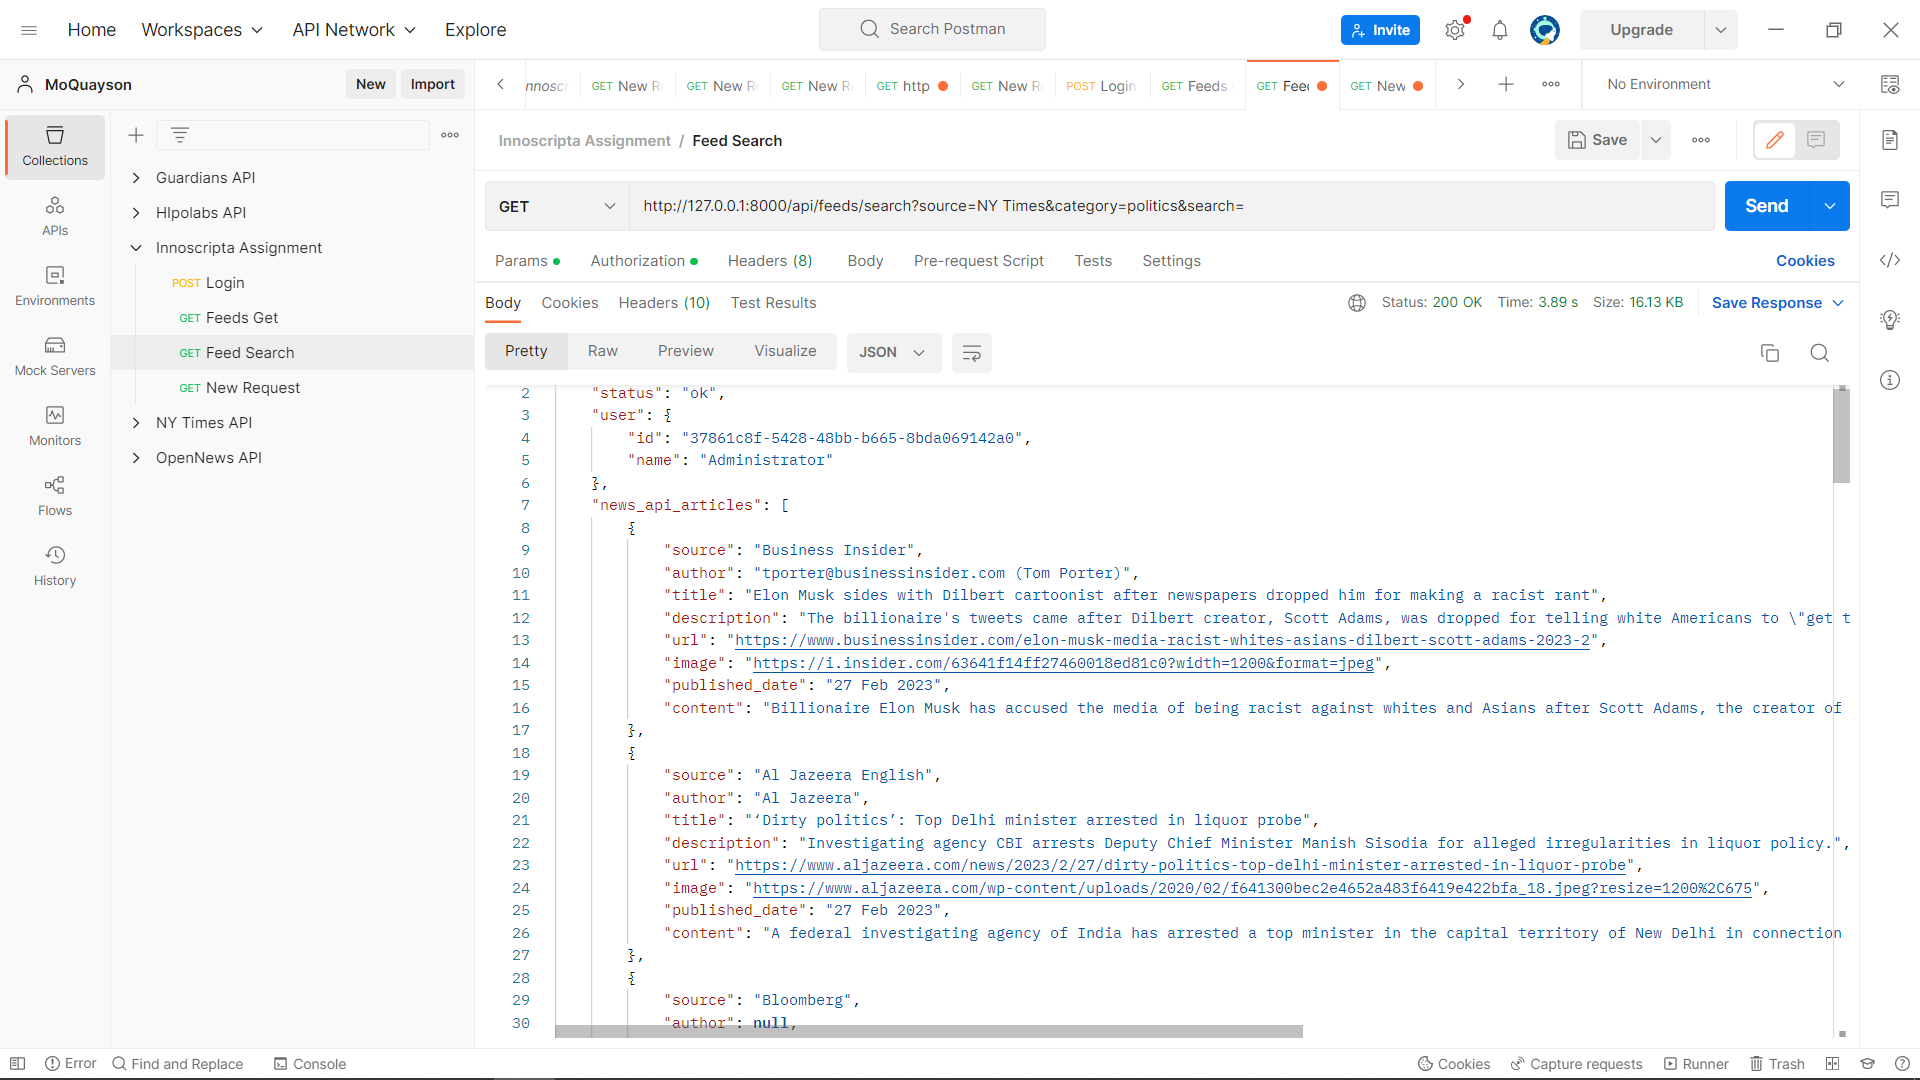 Home Workspaces API Network Explore Search Postman Invite Upgrade
MoQuayson New Import
nnoscr GET New R GET New R GET New R GET http GET New R POST Login GET Feeds GET Feed GET New No Environment
Innoscripta Assignment / Feed Search Save
GET http://127.0.0.1:8000/api/feeds/search?source=NY Times&category=politics&search= Send
Params Authorization Headers (8) Body Pre-request Script Tests Settings Cookies
Body Cookies Headers (10) Test Results Status: 200 OK Time: 3.89 s Size: 16.13 KB Save Response
Pretty Raw Preview Visualize JSON
Collections
APIs
Environments
Mock Servers
Monitors
Flows
History
Guardians API
HIpolabs API
Innoscripta Assignment
POST Login
GET Feeds Get
GET Feed Search
GET New Request
NY Times API
OpenNews API
2 "status": "ok",
3 "user": {
4 "id": "37861c8f-5428-48bb-b665-8bda069142a0",
5 "name": "Administrator"
6 },
7 "news_api_articles": [
8 {
9 "source": "Business Insider",
10 "author": "tporter@businessinsider.com (Tom Porter)",
11 "title": "Elon Musk sides with Dilbert cartoonist after newspapers dropped him for making a racist rant",
12 "description": "The billionaire's tweets came after Dilbert creator, Scott Adams, was dropped for telling white Americans to \"get t
13 "url": "https://www.businessinsider.com/elon-musk-media-racist-whites-asians-dilbert-scott-adams-2023-2",
14 "image": "https://i.insider.com/63641f14ff27460018ed81c0?width=1200&format=jpeg",
15 "published_date": "27 Feb 2023",
16 "content": "Billionaire Elon Musk has accused the media of being racist against whites and Asians after Scott Adams, the creator of
17 },
18 {
19 "source": "Al Jazeera English",
20 "author": "Al Jazeera",
21 "title": "‘Dirty politics’: Top Delhi minister arrested in liquor probe",
22 "description": "Investigating agency CBI arrests Deputy Chief Minister Manish Sisodia for alleged irregularities in liquor policy.",
23 "url": "https://www.aljazeera.com/news/2023/2/27/dirty-politics-top-delhi-minister-arrested-in-liquor-probe",
24 "image": "https://www.aljazeera.com/wp-content/uploads/2020/02/f641300bec2e4652a483f6419e422bfa_18.jpeg?resize=1200%2C675",
25 "published_date": "27 Feb 2023",
26 "content": "A federal investigating agency of India has arrested a top minister in the capital territory of New Delhi in connection
27 },
28 {
29 "source": "Bloomberg",
30 "author": null,
Error Find and Replace Console Cookies Capture requests Runner Trash